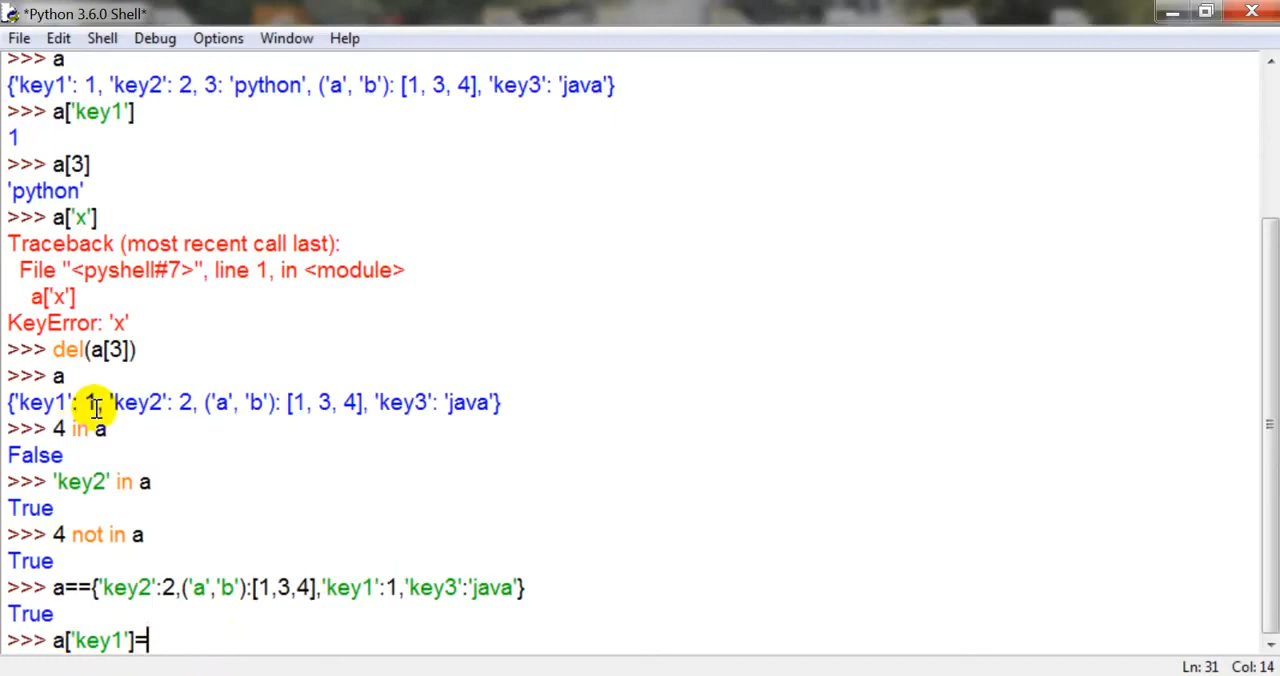 *Python 3.6.0 Shell*
File Edit Shell Debug Options Window Help
>>> a
{'key1': 1, 'key2': 2, 3: 'python', ('a', 'b'): [1, 3, 4], 'key3': 'java'}
>>> a['key1']
1
>>> a[3]
'python'
>>> a['x']
Traceback (most recent call last):
  File "<pyshell#7>", line 1, in <module>
    a['x']
KeyError: 'x'
>>> del(a[3])
>>> a
{'key1': 1, 'key2': 2, ('a', 'b'): [1, 3, 4], 'key3': 'java'}
>>> 4 in a
False
>>> 'key2' in a
True
>>> 4 not in a
True
>>> a=={'key2':2,('a','b'):[1,3,4],'key1':1,'key3':'java'}
True
>>> a['key1']=
Ln: 31 Col: 14